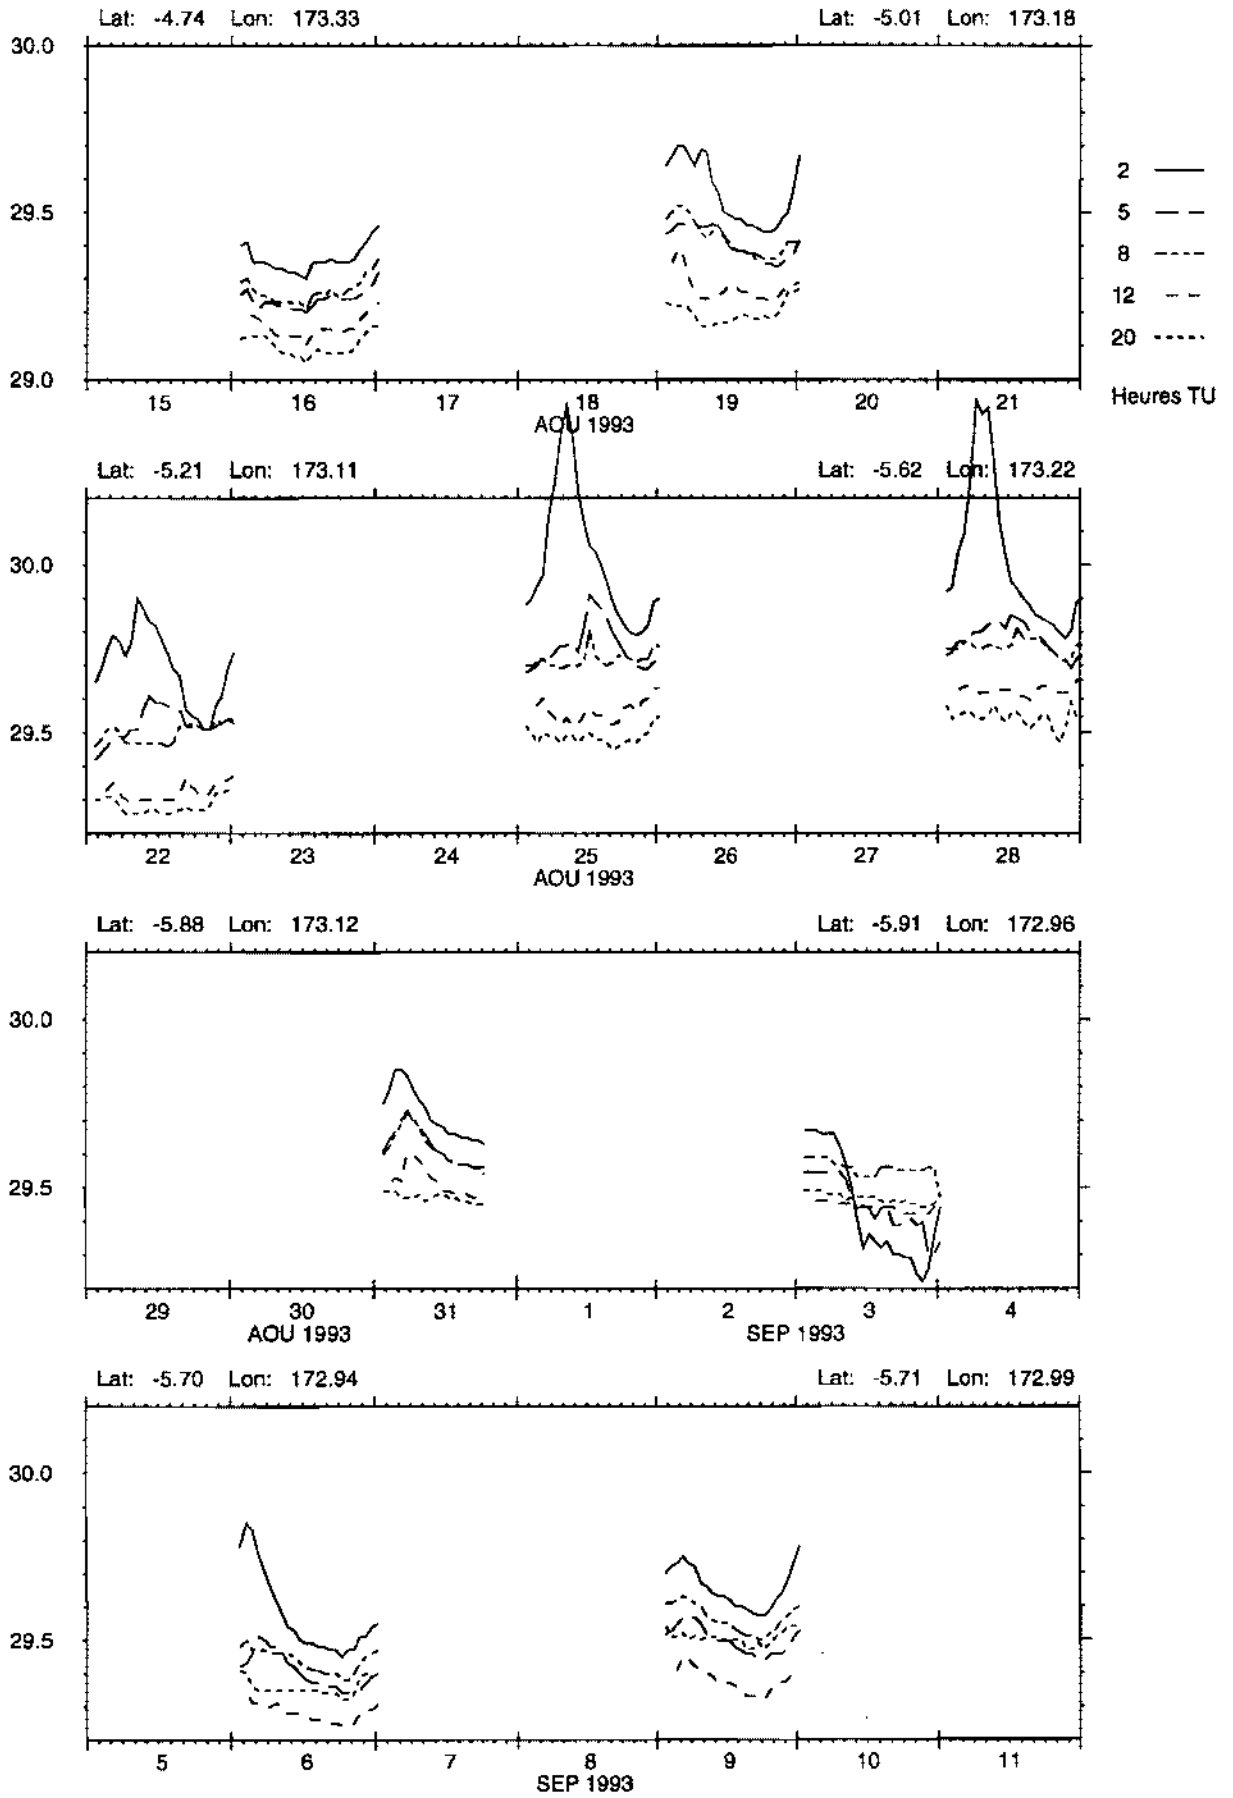 Lat: -4.74 Lon: 173.33 Lat: -5.01 Lon: 173.18
30.0
2
29.5 5
8
12
20
29.0
15 16 17 18 19 20 21 Heures TU
AOU 1993
Lat: -5.21 Lon: 173.11 Lat: -5.62 Lon: 173.22
30.0
29.5
22 23 24 25 26 27 28
AOU 1993
Lat: -5.88 Lon: 173.12 Lat: -5.91 Lon: 172.96
30.0
29.5
29 30 31 1 2 3 4
AOU 1993 SEP 1993
Lat: -5.70 Lon: 172.94 Lat: -5.71 Lon: 172.99
30.0
29.5
5 6 7 8 9 10 11
SEP 1993